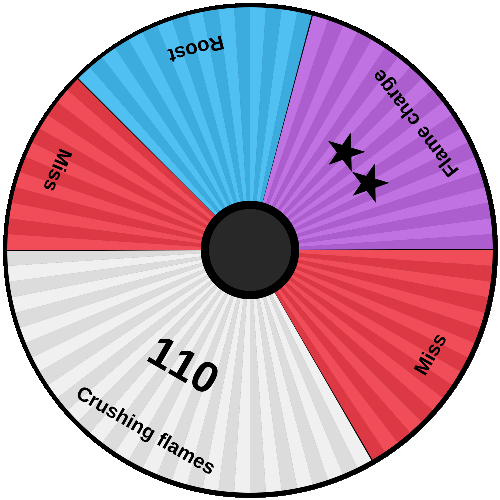 Roost
Flame charge
★★
Miss
Miss
110
Crushing flames